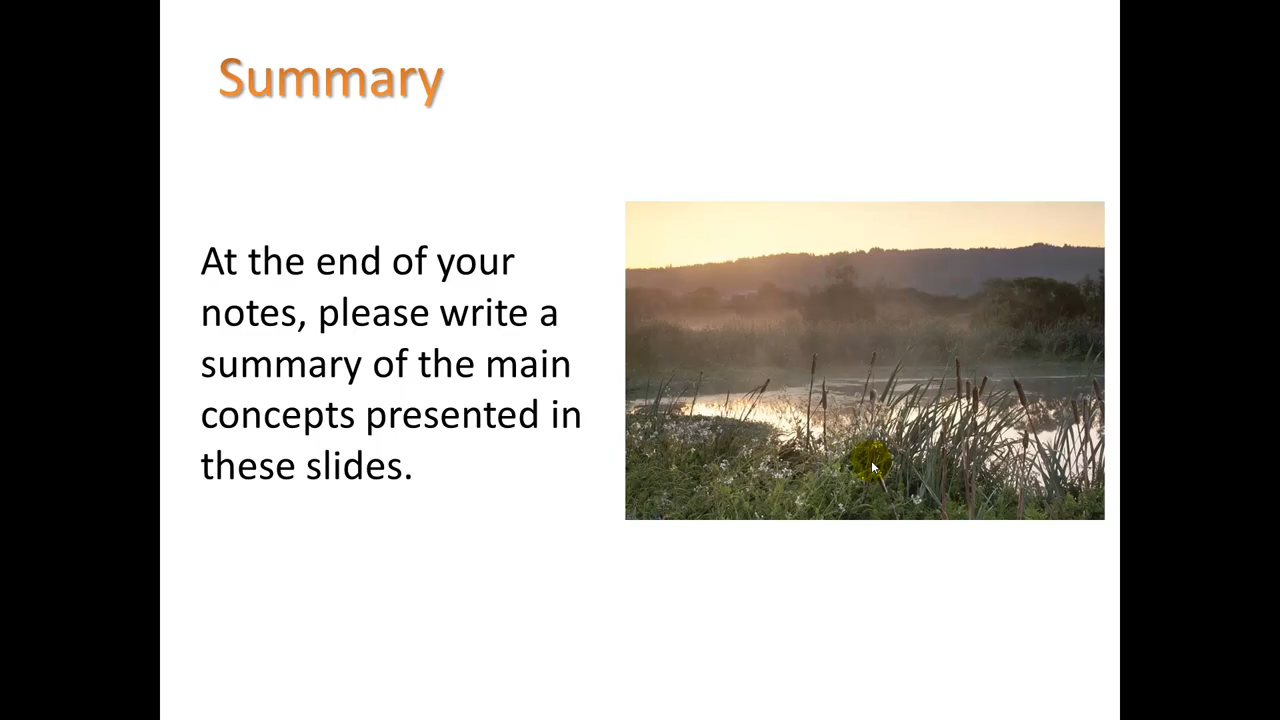 Summary
At the end of your
notes, please write a
summary of the main
concepts presented in
these slides.